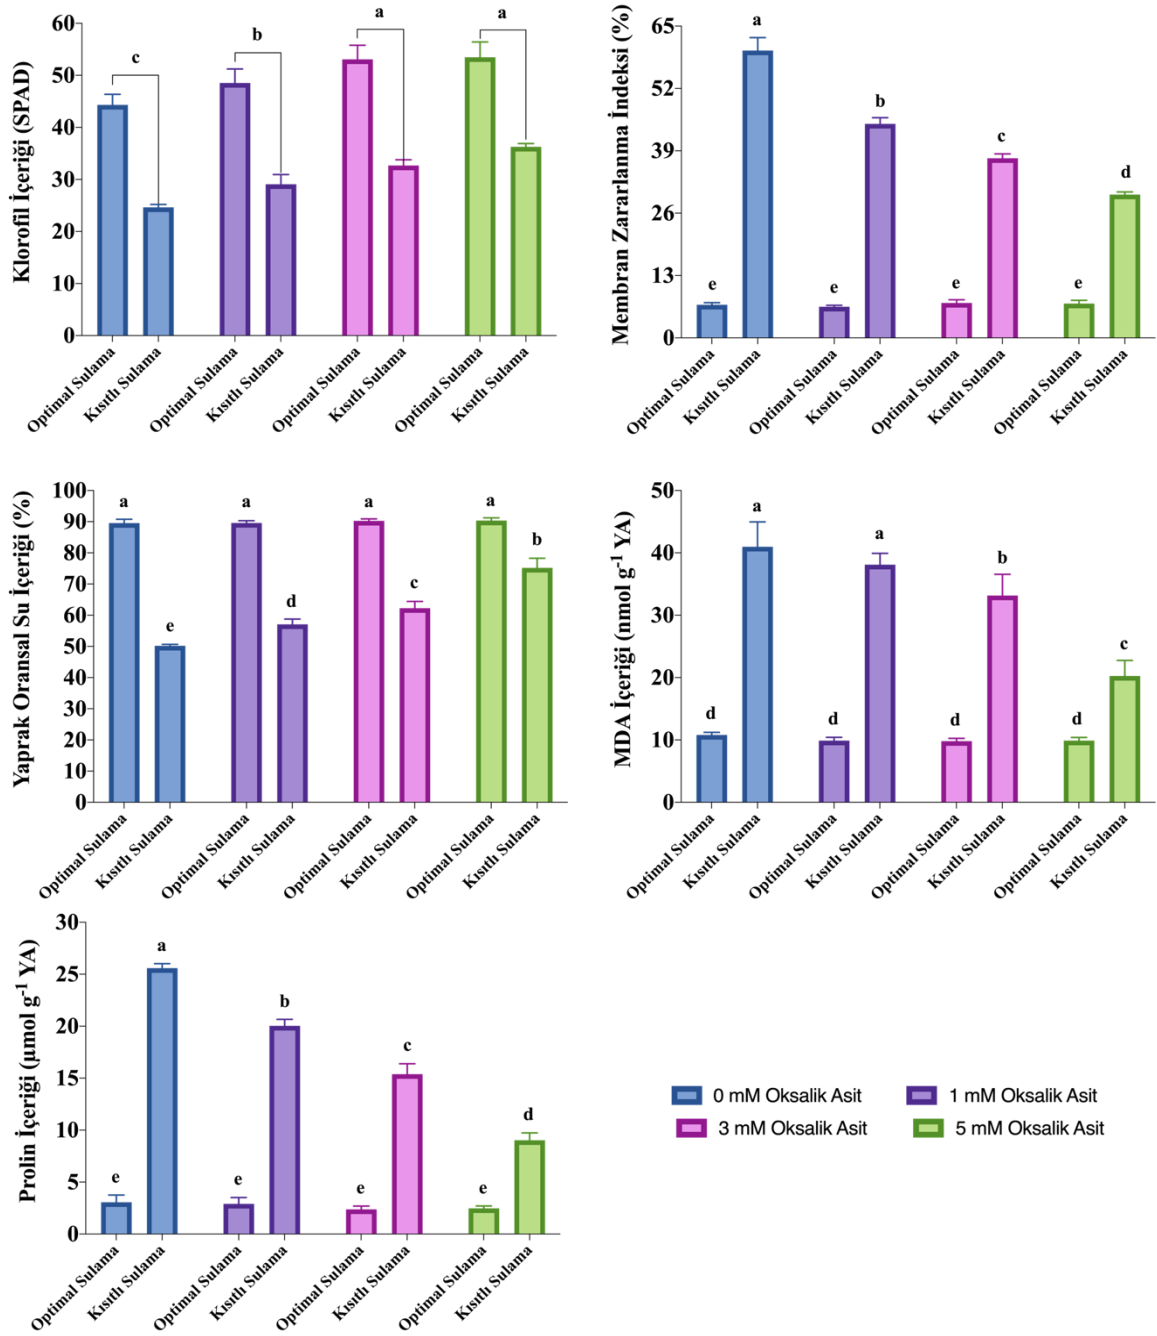 Klorofil İçeriği (SPAD)
60
50
40
30
20
10
0
c
b
a
a
Optimal Sulama
Kısıtlı Sulama
Optimal Sulama
Kısıtlı Sulama
Optimal Sulama
Kısıtlı Sulama
Optimal Sulama
Kısıtlı Sulama
Membran Zararlanma İndeksi (%)
65
52
39
26
13
0
e
a
e
b
e
c
e
d
Optimal Sulama
Kısıtlı Sulama
Optimal Sulama
Kısıtlı Sulama
Optimal Sulama
Kısıtlı Sulama
Optimal Sulama
Kısıtlı Sulama
Yaprak Oransal Su İçeriği (%)
100
90
80
70
60
50
40
30
20
10
0
a
e
a
d
a
c
a
b
Optimal Sulama
Kısıtlı Sulama
Optimal Sulama
Kısıtlı Sulama
Optimal Sulama
Kısıtlı Sulama
Optimal Sulama
Kısıtlı Sulama
MDA İçeriği (nmol g⁻¹ YA)
50
40
30
20
10
0
d
a
d
a
d
b
d
c
Optimal Sulama
Kısıtlı Sulama
Optimal Sulama
Kısıtlı Sulama
Optimal Sulama
Kısıtlı Sulama
Optimal Sulama
Kısıtlı Sulama
Prolin İçeriği (µmol g⁻¹ YA)
30
25
20
15
10
5
0
e
a
e
b
e
c
e
d
Optimal Sulama
Kısıtlı Sulama
Optimal Sulama
Kısıtlı Sulama
Optimal Sulama
Kısıtlı Sulama
Optimal Sulama
Kısıtlı Sulama
0 mM Oksalik Asit
1 mM Oksalik Asit
3 mM Oksalik Asit
5 mM Oksalik Asit